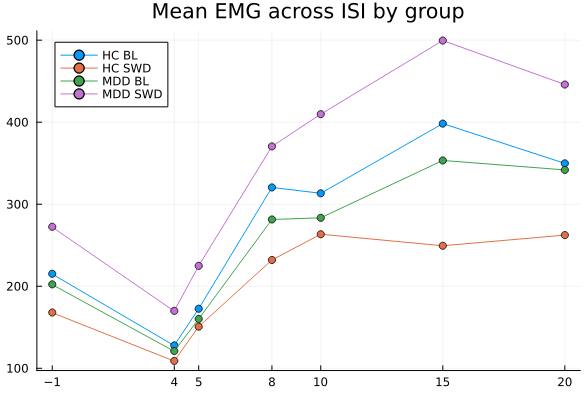 Mean EMG across ISI by group
500
400
300
200
100
HC BL
HC SWD
MDD BL
MDD SWD
−1 4 5 8 10 15 20